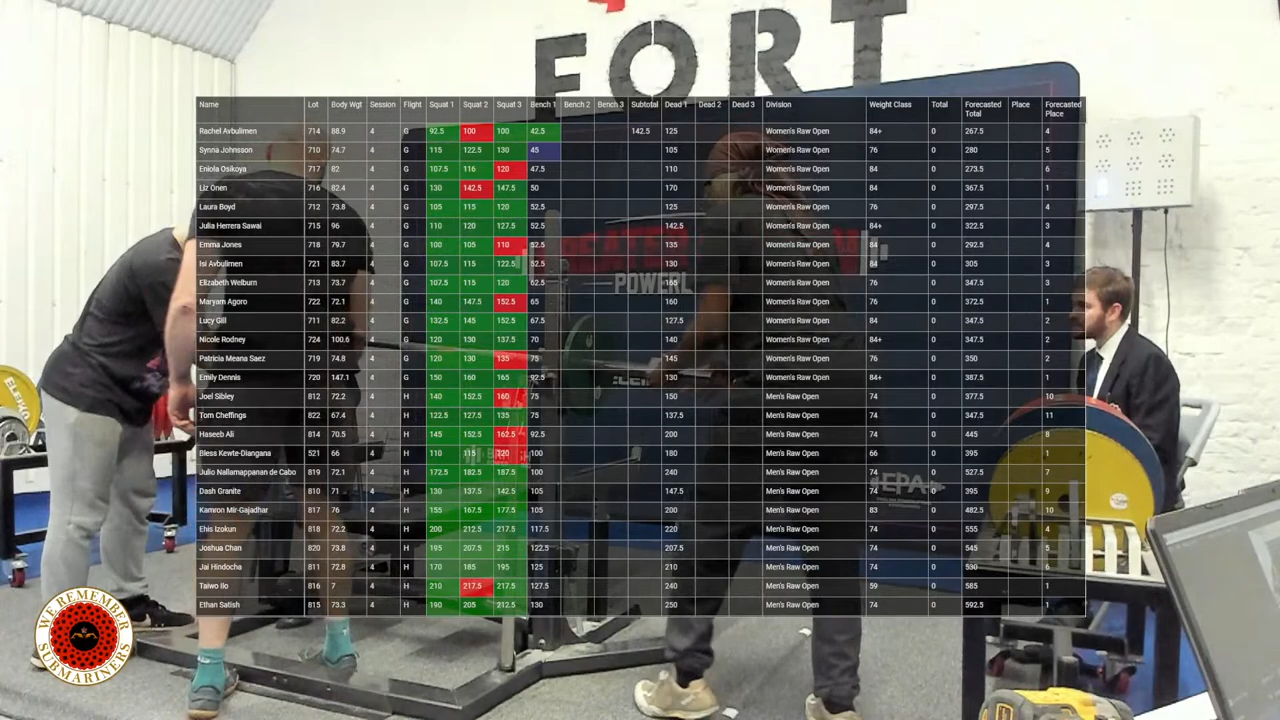 FORT
Name Lot Body Wgt Session Flight Squat 1 Squat 2 Squat 3 Bench 1 Bench 2 Bench 3 Subtotal Dead 1 Dead 2 Dead 3 Division Weight Class Total Forecasted Total Place Forecasted Place
Rachel Avbulimen 714 88.9 4 G 92.5 100 100 42.5 142.5 125 Women's Raw Open 84+ 0 267.5 4
Synna Johnsson 710 74.7 4 G 115 122.5 130 45 105 Women's Raw Open 76 0 280 5
Eniola Osikoya 717 82 4 G 107.5 116 120 47.5 110 Women's Raw Open 84 0 273.5 6
Liz Onen 716 82.4 4 G 130 142.5 147.5 50 170 Women's Raw Open 84 0 367.5 1
Laura Boyd 712 73.8 4 G 105 115 120 52.5 125 Women's Raw Open 76 0 297.5 4
Julia Herrera Sawai 715 96 4 G 110 120 127.5 52.5 142.5 Women's Raw Open 84+ 0 322.5 3
Emma Jones 718 79.7 4 G 100 105 110 52.5 135 Women's Raw Open 84 0 292.5 4
Isi Avbulimen 721 83.7 4 G 107.5 115 122.5 52.5 130 Women's Raw Open 84 0 305 3
Elizabeth Welburn 713 73.7 4 G 107.5 115 120 62.5 165 Women's Raw Open 76 0 347.5 3
Maryam Agoro 722 72.1 4 G 140 147.5 152.5 65 160 Women's Raw Open 76 0 372.5 1
Lucy Gill 711 82.2 4 G 132.5 145 152.5 67.5 127.5 Women's Raw Open 84 0 347.5 2
Nicole Rodney 724 100.6 4 G 120 130 137.5 70 140 Women's Raw Open 84+ 0 347.5 2
Patricia Meana Saez 719 74.8 4 G 120 130 135 75 145 Women's Raw Open 76 0 350 2
Emily Dennis 720 147.1 4 G 150 160 165 92.5 130 Women's Raw Open 84+ 0 387.5 1
Joel Sibley 812 72.2 4 H 140 152.5 160 75 150 Men's Raw Open 74 0 377.5 10
Tom Cheffings 822 67.4 4 H 122.5 127.5 135 75 137.5 Men's Raw Open 74 0 347.5 11
Haseeb Ali 814 70.5 4 H 145 152.5 162.5 92.5 200 Men's Raw Open 74 0 445 8
Bless Kewte-Diangana 521 66 4 H 110 115 120 100 180 Men's Raw Open 66 0 395 1
Julio Nallamappanan de Cabo 819 72.1 4 H 172.5 182.5 187.5 100 240 Men's Raw Open 74 0 527.5 7
Dash Granite 810 71 4 H 130 137.5 142.5 105 147.5 Men's Raw Open 74 0 395 9
Kamron Mir-Gajadhar 817 76 4 H 155 167.5 177.5 105 200 Men's Raw Open 83 0 482.5 10
Ehis Izokun 818 72.2 4 H 200 212.5 217.5 117.5 220 Men's Raw Open 74 0 555 4
Joshua Chan 820 73.8 4 H 195 207.5 215 122.5 207.5 Men's Raw Open 74 0 545 5
Jai Hindocha 811 72.8 4 H 170 185 195 125 210 Men's Raw Open 74 0 530 6
Taiwo Ilo 816 7 4 H 210 217.5 217.5 127.5 240 Men's Raw Open 59 0 585 1
Ethan Satish 815 73.3 4 H 190 205 212.5 130 250 Men's Raw Open 74 0 592.5 1
POWERL
EPA
ELEIKO
WE REMEMBER
SUBMARINERS